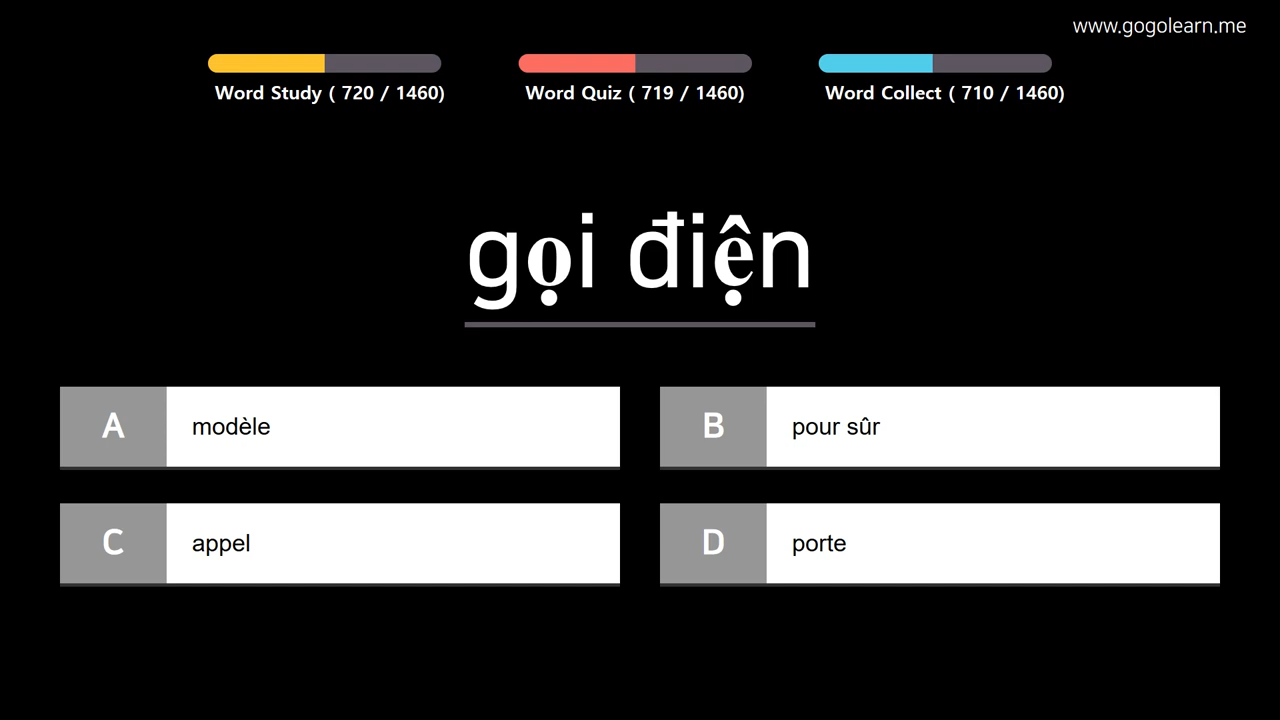 www.gogolearn.me
Word Study ( 720 / 1460)
Word Quiz ( 719 / 1460)
Word Collect ( 710 / 1460)
gọi điện
A modèle
B pour sûr
C appel
D porte